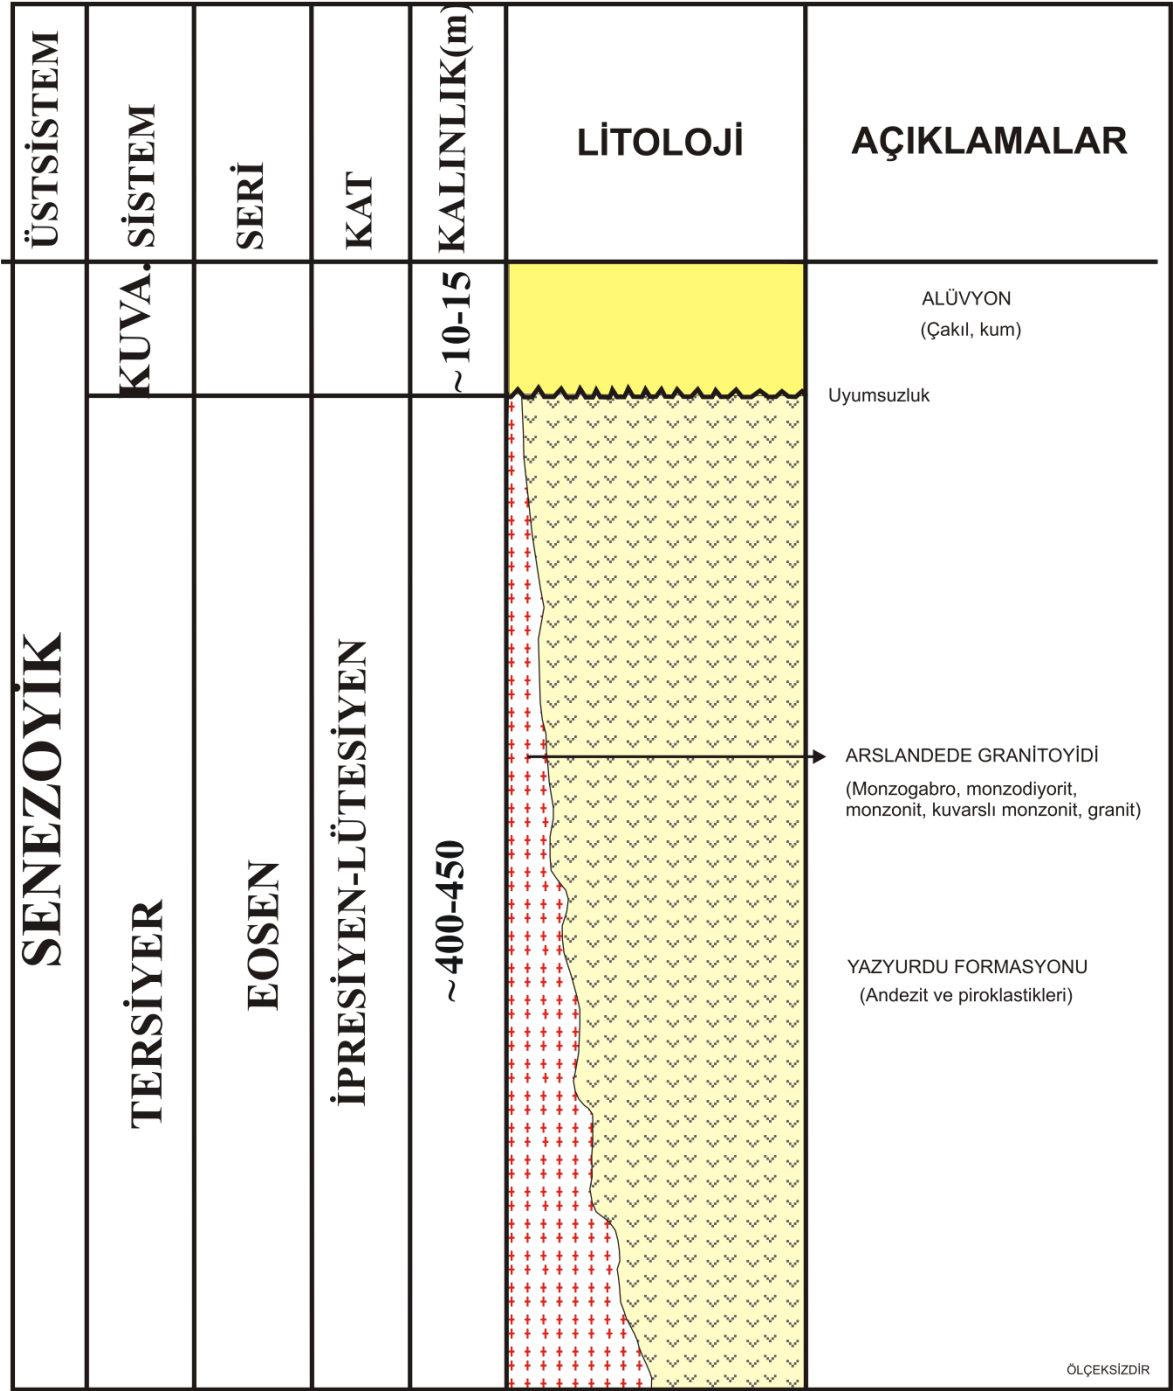 ÜSTSİSTEM
SİSTEM
SERİ
KAT
KALINLIK(m)
LİTOLOJİ
AÇIKLAMALAR
SENEZOYİK
KUVA.
~10-15
ALÜVYON
(Çakıl, kum)
Uyumsuzluk
TERSİYER
EOSEN
İPRESİYEN-LÜTESİYEN
~400-450
ARSLANDEDE GRANİTOYİDİ
(Monzogabro, monzodiyorit,
monzonit, kuvarslı monzonit, granit)
YAZYURDU FORMASYONU
(Andezit ve piroklastikleri)
ÖLÇEKSİZDİR